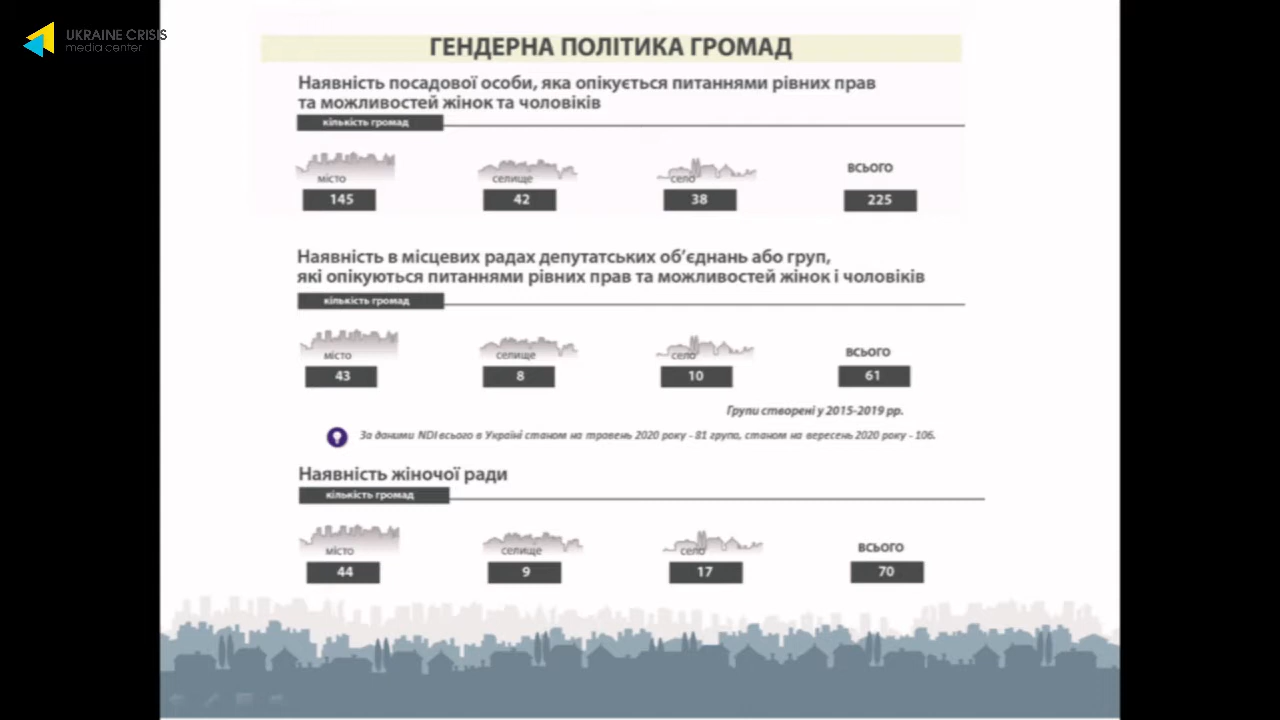 UKRAINE CRISIS
media center
ГЕНДЕРНА ПОЛІТИКА ГРОМАД
Наявність посадової особи, яка опікується питаннями рівних прав
та можливостей жінок та чоловіків
кількість громад
місто
селище
село
ВСЬОГО
145
42
38
225
Наявність в місцевих радах депутатських об’єднань або груп,
які опікуються питаннями рівних прав та можливостей жінок і чоловіків
кількість громад
місто
селище
село
ВСЬОГО
43
8
10
61
Групи створені у 2015-2019 рр.
За даними NDI всього в Україні станом на травень 2020 року - 81 група, станом на вересень 2020 року - 106.
Наявність жіночої ради
кількість громад
місто
селище
село
ВСЬОГО
44
9
17
70